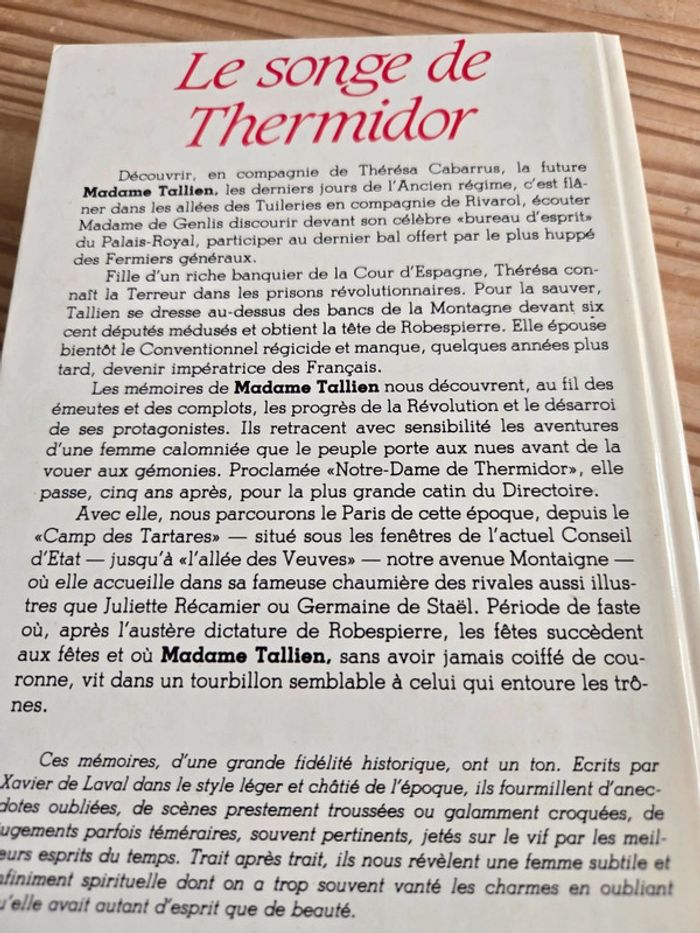 Le songe de
Thermidor
Découvrir, en compagnie de Thérésa Cabarrus, la future
Madame Tallien, les derniers jours de l'Ancien régime, c'est flâ-
ner dans les allées des Tuileries en compagnie de Rivarol, écouter
Madame de Genlis discourir devant son célèbre «bureau d'esprit»
du Palais-Royal, participer au dernier bal offert par le plus huppé
des Fermiers généraux.
Fille d'un riche banquier de la Cour d'Espagne, Thérésa con-
naît la Terreur dans les prisons révolutionnaires. Pour la sauver,
Tallien se dresse au-dessus des bancs de la Montagne devant six
cent députés médusés et obtient la tête de Robespierre. Elle épouse
bientôt le Conventionnel régicide et manque, quelques années plus
tard, devenir impératrice des Français.
Les mémoires de Madame Tallien nous découvrent, au fil des
émeutes et des complots, les progrès de la Révolution et le désarroi
de ses protagonistes. Ils retracent avec sensibilité les aventures
d'une femme calomniée que le peuple porte aux nues avant de la
vouer aux gémonies. Proclamée «Notre-Dame de Thermidor», elle
passe, cinq ans après, pour la plus grande catin du Directoire.
Avec elle, nous parcourons le Paris de cette époque, depuis le
«Camp des Tartares» — situé sous les fenêtres de l'actuel Conseil
d'Etat — jusqu'à «l'allée des Veuves» — notre avenue Montaigne —
où elle accueille dans sa fameuse chaumière des rivales aussi illus-
tres que Juliette Récamier ou Germaine de Staël. Période de faste
où, après l'austère dictature de Robespierre, les fêtes succèdent
aux fêtes et où Madame Tallien, sans avoir jamais coiffé de cou-
ronne, vit dans un tourbillon semblable à celui qui entoure les trô-
nes.
Ces mémoires, d'une grande fidélité historique, ont un ton. Ecrits par
Xavier de Laval dans le style léger et châtié de l'époque, ils fourmillent d'anec-
dotes oubliées, de scènes prestement troussées ou galamment croquées, de
jugements parfois téméraires, souvent pertinents, jetés sur le vif par les meil-
eurs esprits du temps. Trait après trait, ils nous révèlent une femme subtile et
nfiniment spirituelle dont on a trop souvent vanté les charmes en oubliant
u'elle avait autant d'esprit que de beauté.